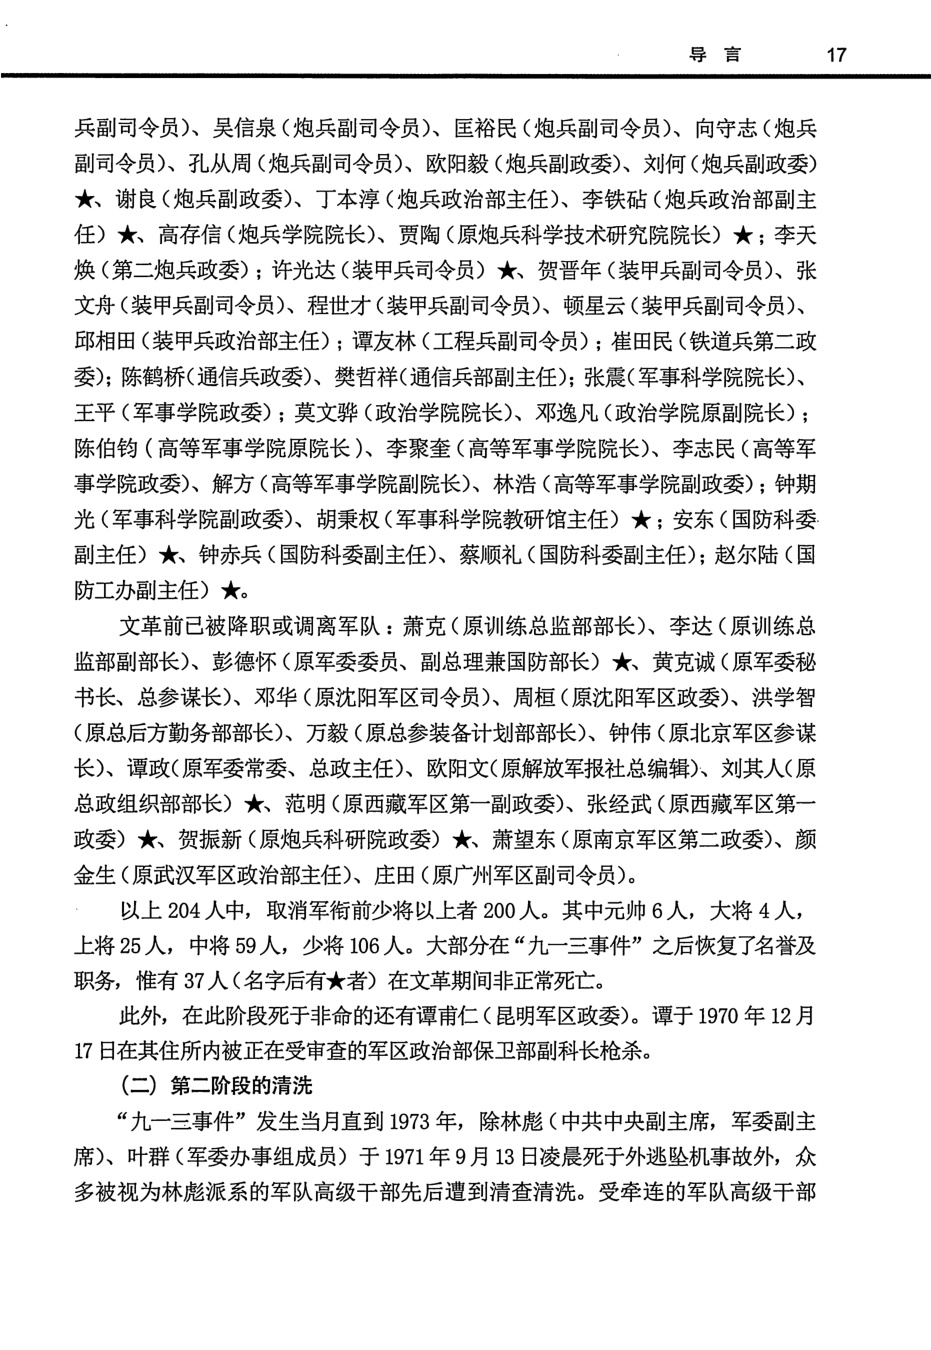 导 言 17
兵副司令员）、吴信泉（炮兵副司令员）、匡裕民（炮兵副司令员）、向守志（炮兵
副司令员）、孔从周（炮兵副司令员）、欧阳毅（炮兵副政委）、刘何（炮兵副政委）
★、谢良（炮兵副政委）、丁本淳（炮兵政治部主任）、李铁砧（炮兵政治部副主
任）★、高存信（炮兵学院院长）、贾陶（原炮兵科学技术研究院院长）★；李天
焕（第二炮兵政委）；许光达（装甲兵司令员）★、贺晋年（装甲兵副司令员）、张
文舟（装甲兵副司令员）、程世才（装甲兵副司令员）、顿星云（装甲兵副司令员）、
邱相田（装甲兵政治部主任）；谭友林（工程兵副司令员）；崔田民（铁道兵第二政
委）；陈鹤桥（通信兵政委）、樊哲祥（通信兵部副主任）；张震（军事科学院院长）、
王平（军事学院政委）；莫文骅（政治学院院长）、邓逸凡（政治学院原副院长）；
陈伯钧（高等军事学院原院长）、李聚奎（高等军事学院院长）、李志民（高等军
事学院政委）、解方（高等军事学院副院长）、林浩（高等军事学院副政委）；钟期
光（军事科学院副政委）、胡秉权（军事科学院教研馆主任）★；安东（国防科委
副主任）★、钟赤兵（国防科委副主任）、蔡顺礼（国防科委副主任）；赵尔陆（国
防工办副主任）★。
文革前已被降职或调离军队：萧克（原训练总监部部长）、李达（原训练总
监部副部长）、彭德怀（原军委委员、副总理兼国防部长）★、黄克诚（原军委秘
书长、总参谋长）、邓华（原沈阳军区司令员）、周桓（原沈阳军区政委）、洪学智
（原总后方勤务部部长）、万毅（原总参装备计划部部长）、钟伟（原北京军区参谋
长）、谭政（原军委常委、总政主任）、欧阳文（原解放军报社总编辑）、刘其人（原
总政组织部部长）★、范明（原西藏军区第一副政委）、张经武（原西藏军区第一
政委）★、贺振新（原炮兵科研院政委）★、萧望东（原南京军区第二政委）、颜
金生（原武汉军区政治部主任）、庄田（原广州军区副司令员）。
以上 204 人中，取消军衔前少将以上者 200 人。其中元帅 6 人，大将 4 人，
上将 25 人，中将 59 人，少将 106 人。大部分在“九一三事件”之后恢复了名誉及
职务，惟有 37 人（名字后有★者）在文革期间非正常死亡。
此外，在此阶段死于非命的还有谭甫仁（昆明军区政委）。谭于 1970 年 12 月
17 日在其住所内被正在受审查的军区政治部保卫部副科长枪杀。
（二）第二阶段的清洗
“九一三事件”发生当月直到 1973 年，除林彪（中共中央副主席，军委副主
席）、叶群（军委办事组成员）于 1971 年 9 月 13 日凌晨死于外逃坠机事故外，众
多被视为林彪派系的军队高级干部先后遭到清查清洗。受牵连的军队高级干部